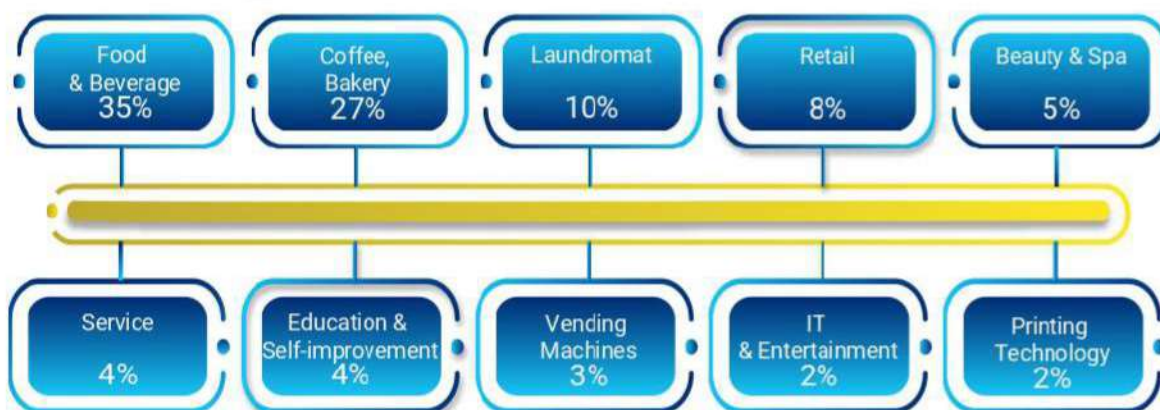 Food
& Beverage
35%
Coffee,
Bakery
27%
Laundromat
10%
Retail
8%
Beauty & Spa
5%
Service
4%
Education &
Self-improvement
4%
Vending
Machines
3%
IT
& Entertainment
2%
Printing
Technology
2%